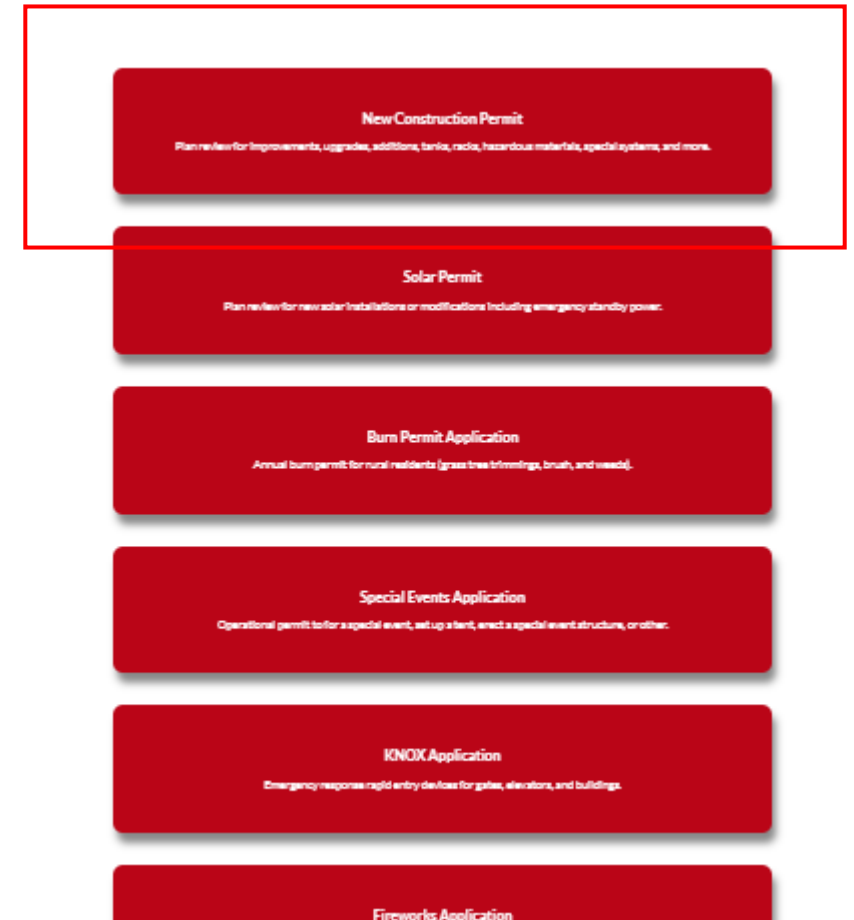 New Construction Permit
Plan review for improvements, upgrades, additions, tanks, racks, hazardous materials, special systems, and more.
Solar Permit
Plan review for new solar installations or modifications including emergency standby power.
Burn Permit Application
Annual burn permit for rural residents (grass tree trimmings, brush, and weeds).
Special Events Application
Operational permit to for a special event, set up a tent, erect a special event structure, or other.
KNOX Application
Emergency response rapid entry devices for gates, elevators, and buildings.
Fireworks Application